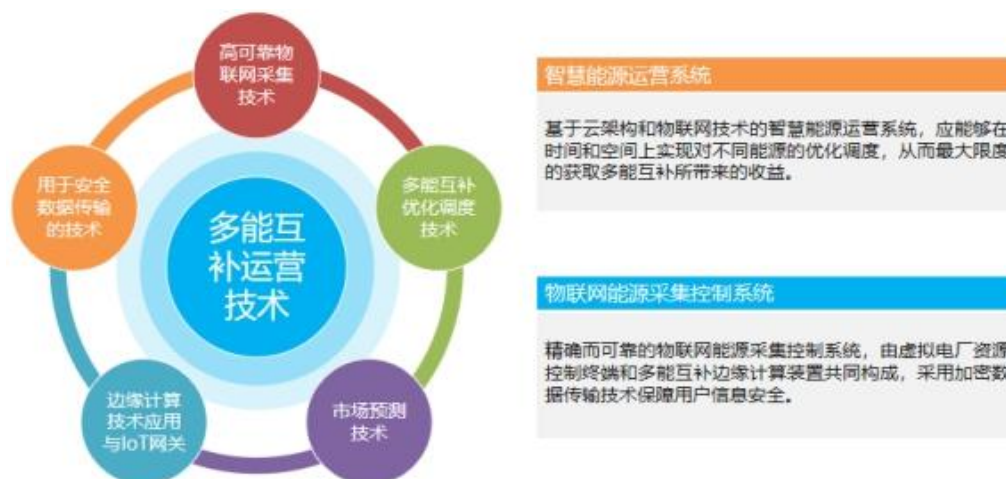 高可靠物
联网采集
技术
用于安全
数据传输
的技术
多能互补
优化调度
技术
多能互
补运营
技术
边缘计算
技术应用
与IoT网关
市场预测
技术
智慧能源运营系统
基于云架构和物联网技术的智慧能源运营系统，应能够在
时间和空间上实现对不同能源的优化调度，从而最大限度
的获取多能互补所带来的收益。
物联网能源采集控制系统
精确而可靠的物联网能源采集控制系统，由虚拟电厂资源
控制终端和多能互补边缘计算装置共同构成，采用加密数
据传输技术保障用户信息安全。